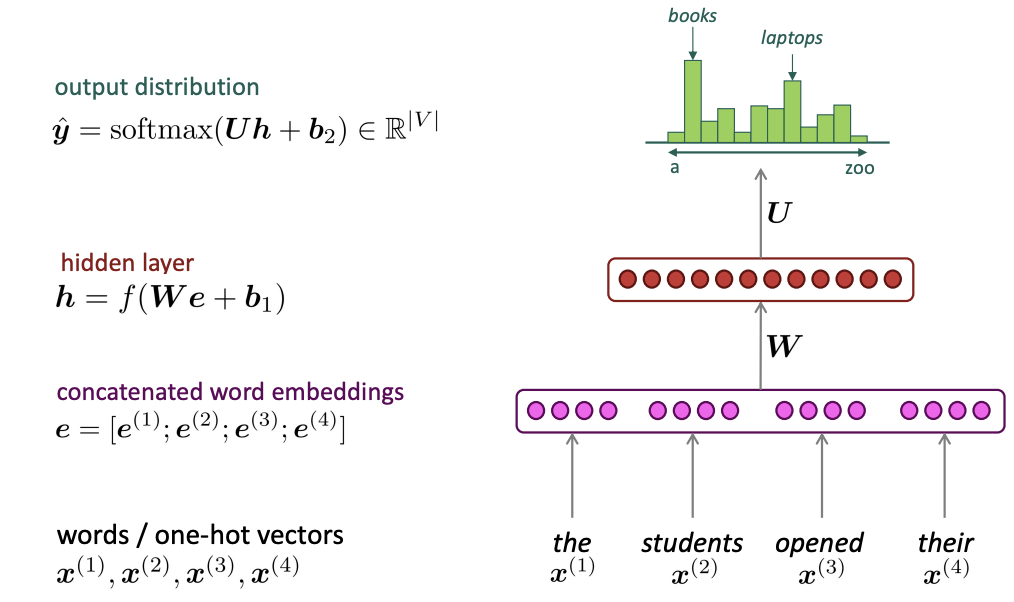 books
laptops
output distribution
ŷ = softmax(Uh + b₂) ∈ ℝ^|V|
a
zoo
U
hidden layer
h = f(We + b₁)
W
concatenated word embeddings
e = [e⁽¹⁾; e⁽²⁾; e⁽³⁾; e⁽⁴⁾]
words / one-hot vectors
x⁽¹⁾, x⁽²⁾, x⁽³⁾, x⁽⁴⁾
the students opened their
x⁽¹⁾ x⁽²⁾ x⁽³⁾ x⁽⁴⁾